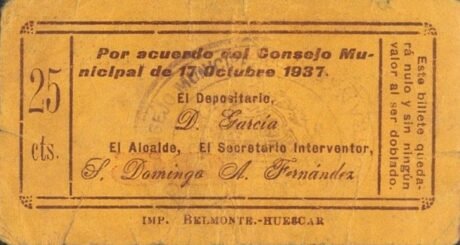 25
cts.
Por acuerdo del Consejo Mu-
nicipal de 17 Octubre 1937.
El Depositario,
D. García
El Alcalde, El Secretario Interventor,
S. Domingo A. Fernández
Este billete queda-
rá nulo y sin ningún
valor al ser doblado.
IMP. BELMONTE.-HUESCAR